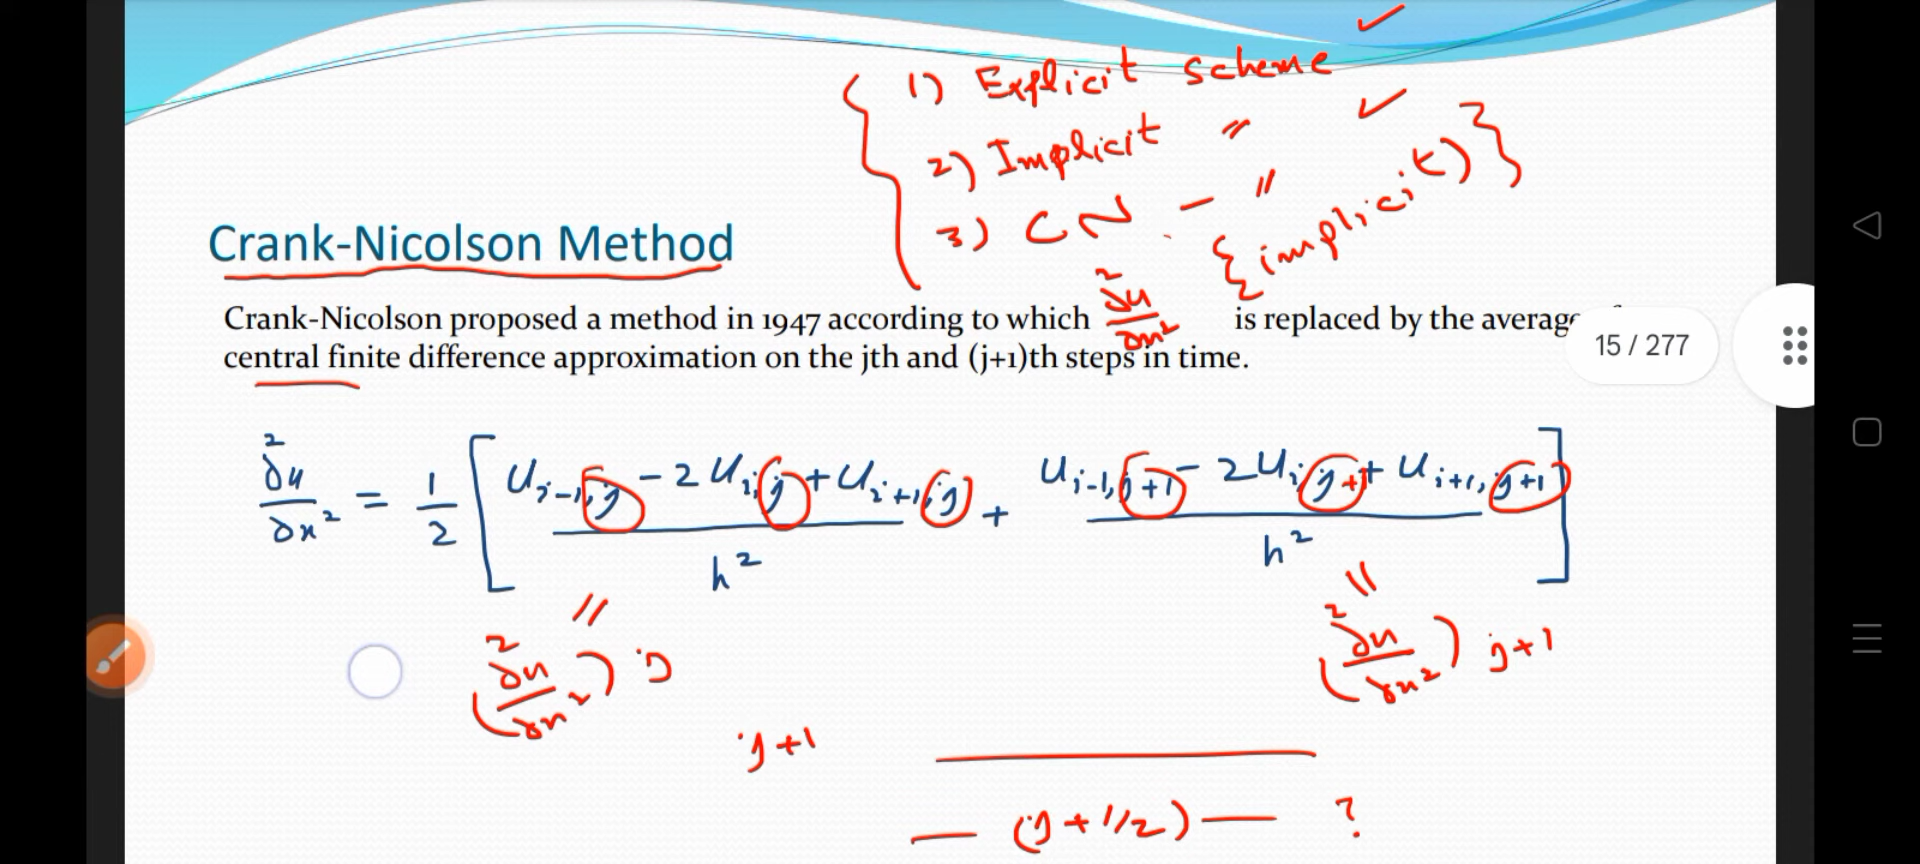 1) Explicit scheme ✓
2) Implicit 〃 ✓
3) CN - 〃
{implicit)}
Crank-Nicolson Method
Crank-Nicolson proposed a method in 1947 according to which ∂²u/∂x² is replaced by the average
central finite difference approximation on the jth and (j+1)th steps in time.
15 / 277
∂²u/∂x² = 1/2 [ (u_{i-1,j} - 2u_{i,j} + u_{i+1,j})/h² + (u_{i-1,j+1} - 2u_{i,j+1} + u_{i+1,j+1})/h² ]
〃 〃
(∂²u/∂x²) j (∂²u/∂x²) j+1
j+1
— (j+1/2) — ?